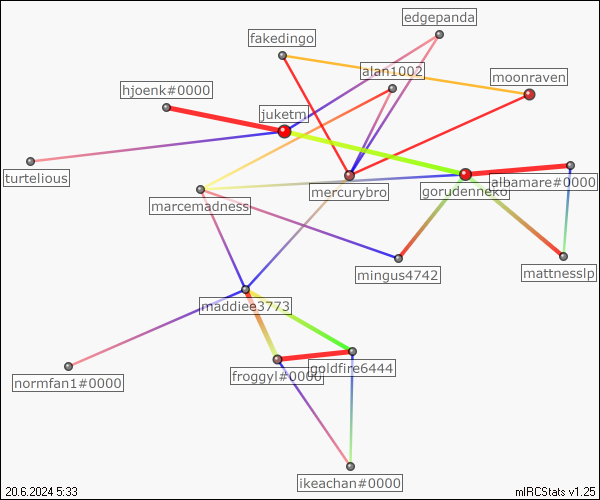 edgepanda
fakedingo
alan1002
moonraven
hjoenk#0000
juketm
turtelious
albamare#0000
gorudenneko
mercurybro
marcemadness
mingus4742
mattnesslp
maddiee3773
goldfire6444
froggyl#0000
normfan1#0000
ikeachan#0000
20.6.2024 5:33
mIRCStats v1.25